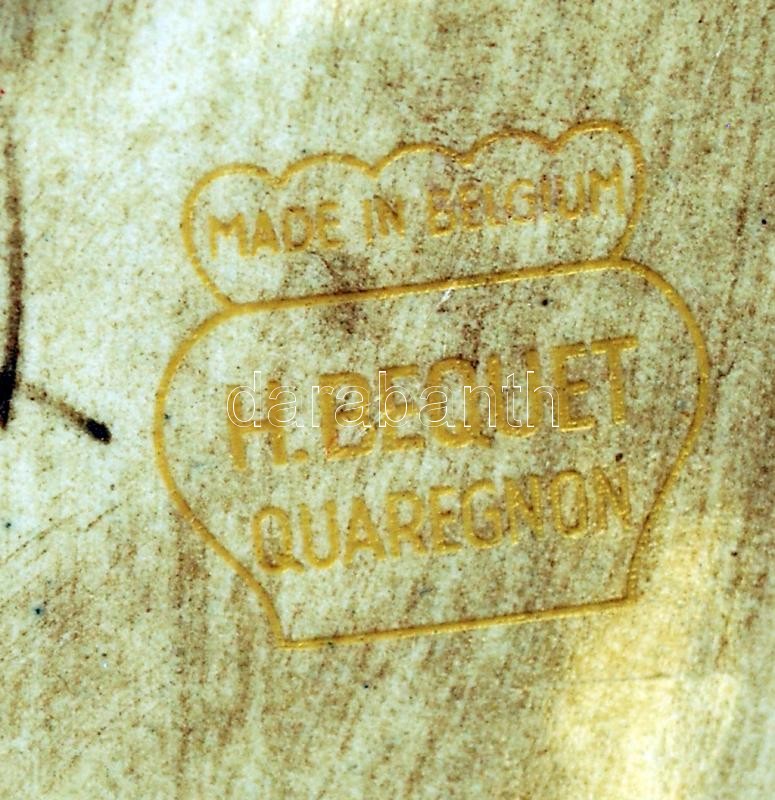 MADE IN BELGIUM
H. BEQUET
darabanth
QUAREGNON